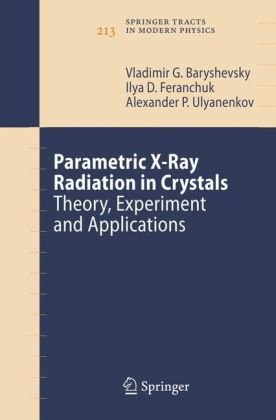 SPRINGER TRACTS
IN MODERN PHYSICS
213
Vladimir G. Baryshevsky
Ilya D. Feranchuk
Alexander P. Ulyanenkov
Parametric X-Ray
Radiation in Crystals
Theory, Experiment
and Applications
Springer